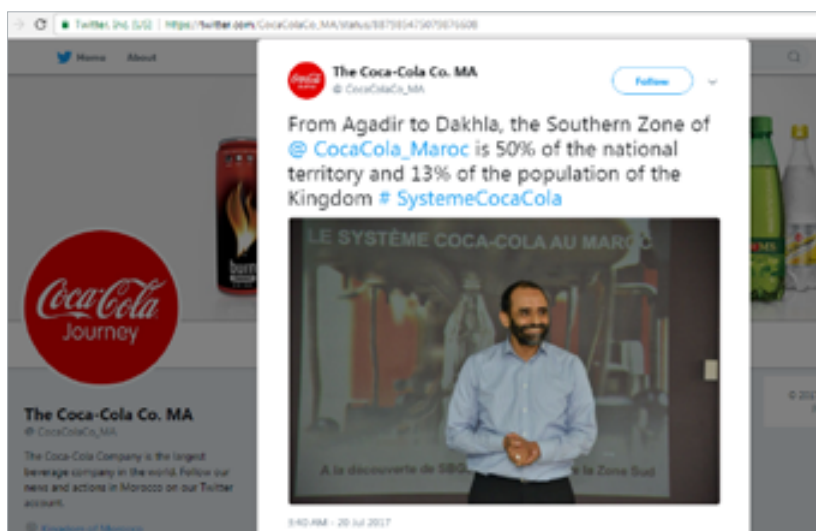 Twitter, Inc. [US] | https://twitter.com/CocaColaCo_MA/status/887985475079876608
Home About
The Coca-Cola Co. MA
@ CocaColaCo_MA
Follow
From Agadir to Dakhla, the Southern Zone of
@ CocaCola_Maroc is 50% of the national
territory and 13% of the population of the
Kingdom # SystemeCocaCola
LE SYSTÈME COCA-COLA AU MAROC
A la découverte de SBG
la Zone Sud
3:40 AM - 20 Jul 2017
burn
Coca-Cola
Journey
The Coca-Cola Co. MA
@ CocaColaCo_MA
The Coca-Cola Company is the largest
beverage company in the world. Follow our
news and actions in Morocco on our Twitter
account.
Kingdom of Morocco
© 201